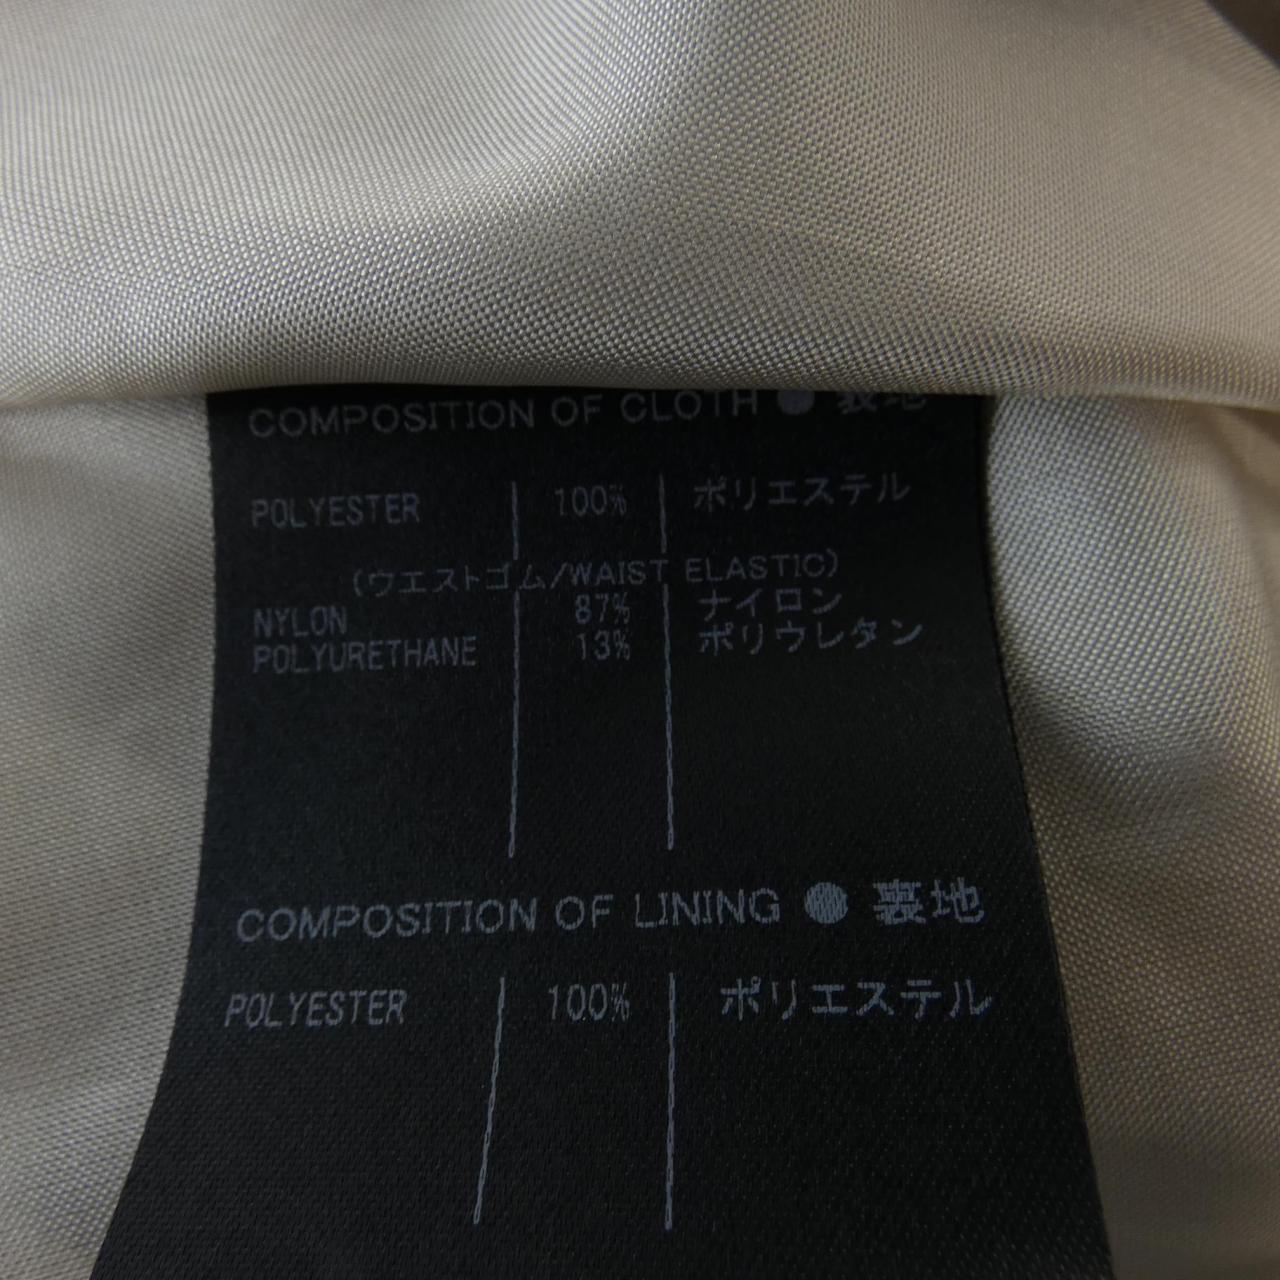 COMPOSITION OF CLOTH ● 表地
POLYESTER 100% ポリエステル
(ウエストゴム/WAIST ELASTIC)
NYLON 87% ナイロン
POLYURETHANE 13% ポリウレタン
COMPOSITION OF LINING ● 裏地
POLYESTER 100% ポリエステル